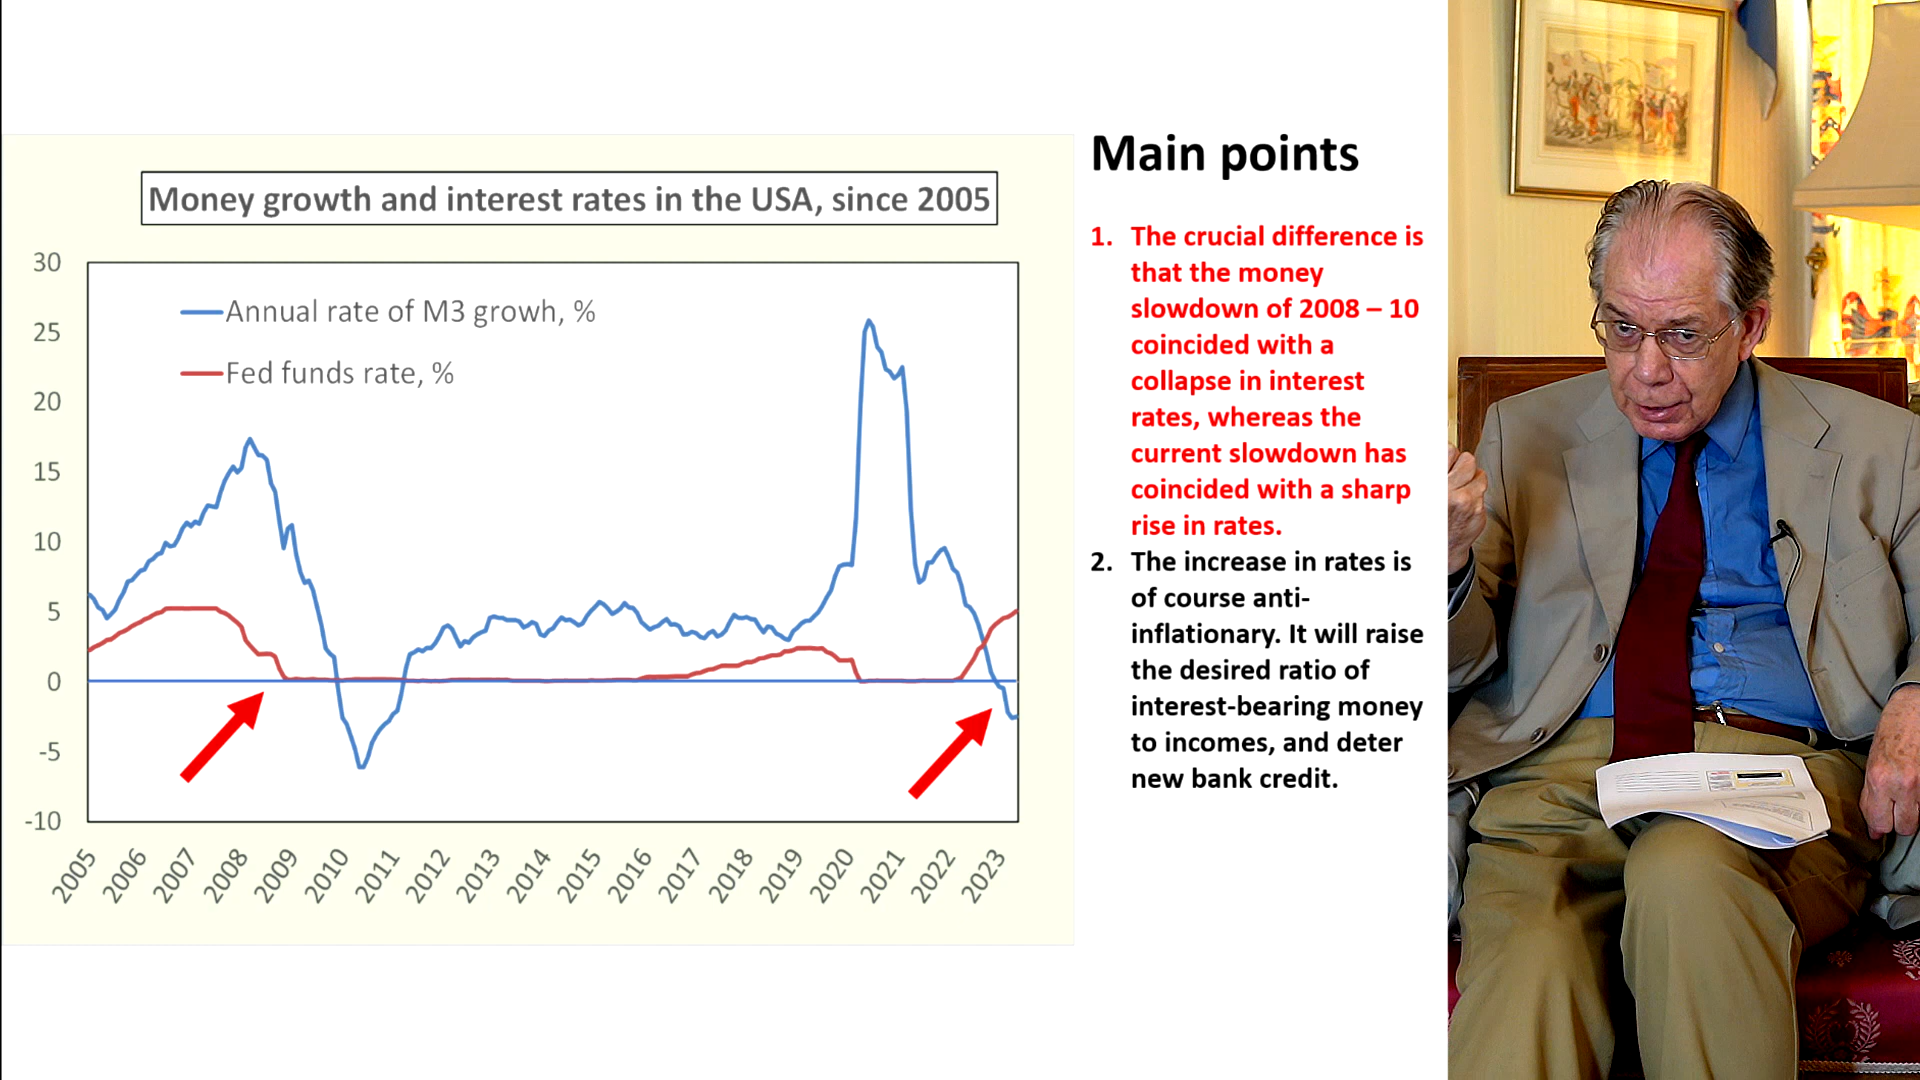 Money growth and interest rates in the USA, since 2005
30
25
20
15
10
5
0
-5
-10
Annual rate of M3 growh, %
Fed funds rate, %
2005
2006
2007
2008
2009
2010
2011
2012
2013
2014
2015
2016
2017
2018
2019
2020
2021
2022
2023
Main points
1. The crucial difference is
that the money
slowdown of 2008 – 10
coincided with a
collapse in interest
rates, whereas the
current slowdown has
coincided with a sharp
rise in rates.
2. The increase in rates is
of course anti-
inflationary. It will raise
the desired ratio of
interest-bearing money
to incomes, and deter
new bank credit.